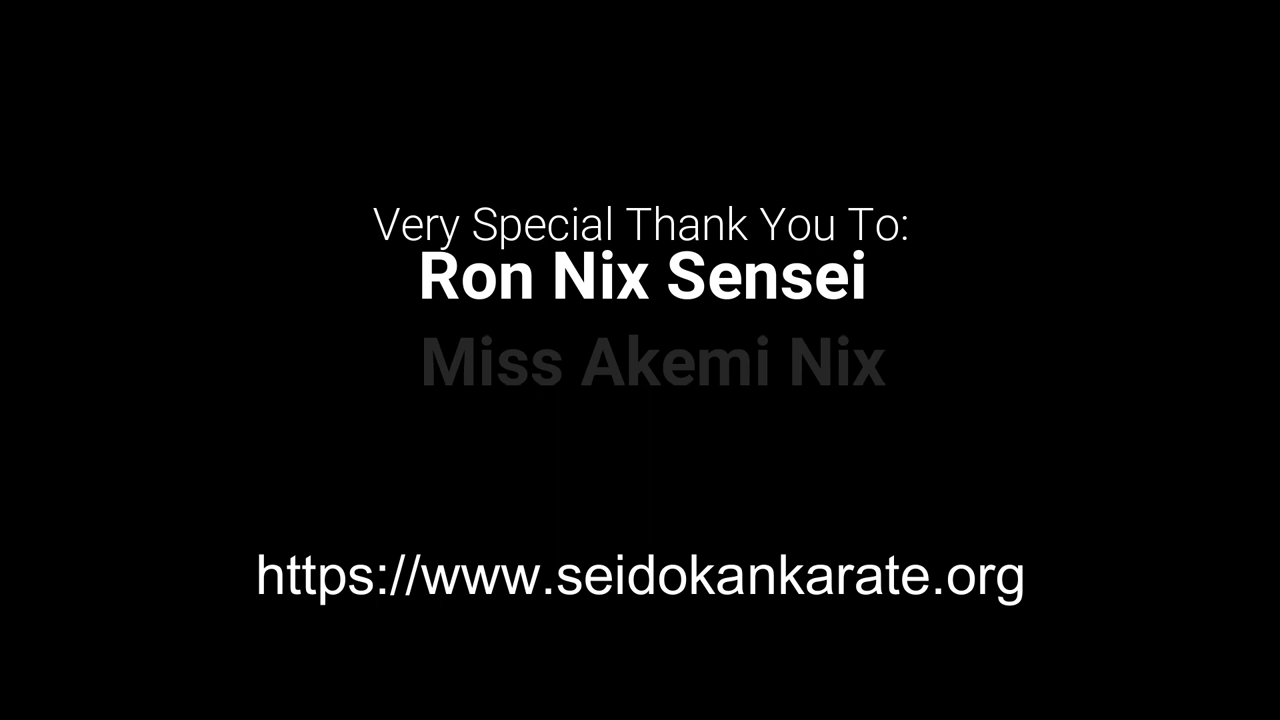 Very Special Thank You To:
Ron Nix Sensei
Miss Akemi Nix
https://www.seidokankarate.org